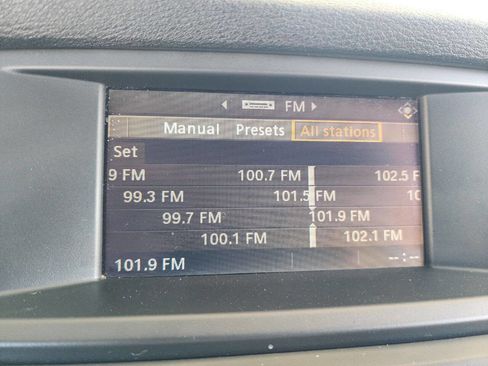 FM
Manual Presets All stations
Set
9 FM 100.7 FM 102.5 F
99.3 FM 101.5 FM 10
99.7 FM 101.9 FM
100.1 FM 102.1 FM
101.9 FM -- : --